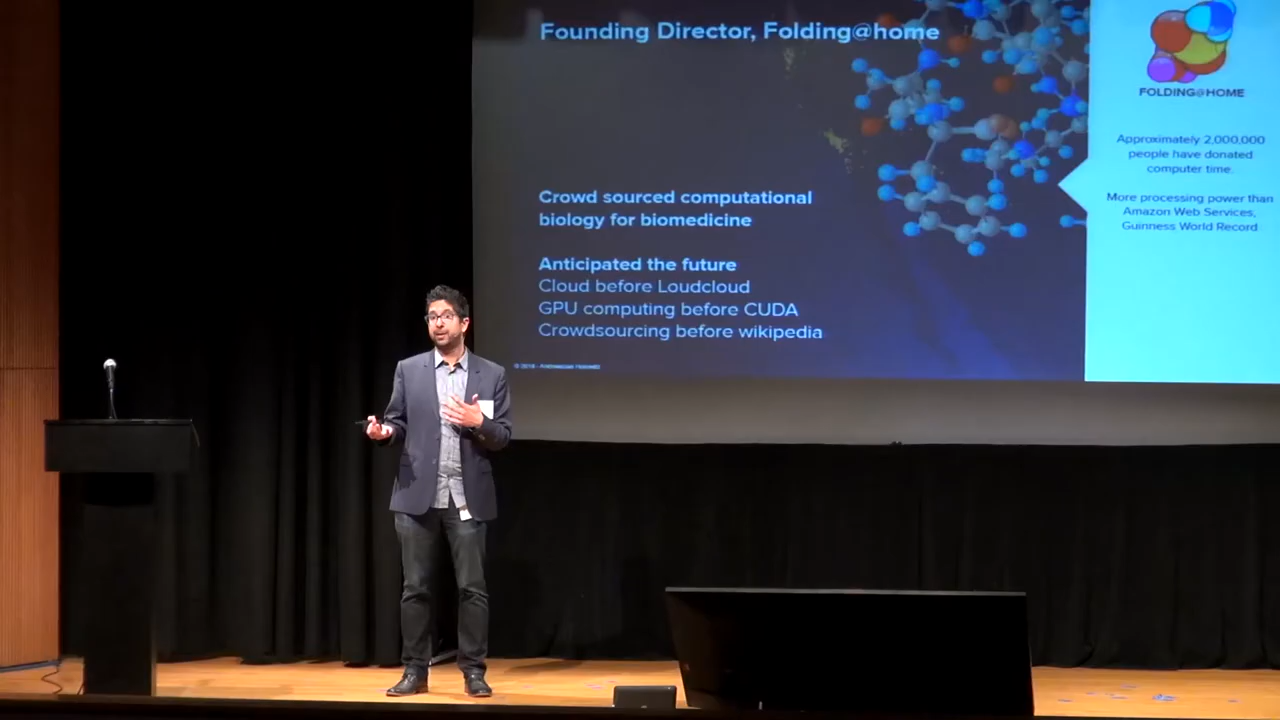 Founding Director, Folding@home
Crowd sourced computational
biology for biomedicine
Anticipated the future
Cloud before Loudcloud
GPU computing before CUDA
Crowdsourcing before wikipedia
FOLDING@HOME
Approximately 2,000,000
people have donated
computer time.
More processing power than
Amazon Web Services,
Guinness World Record